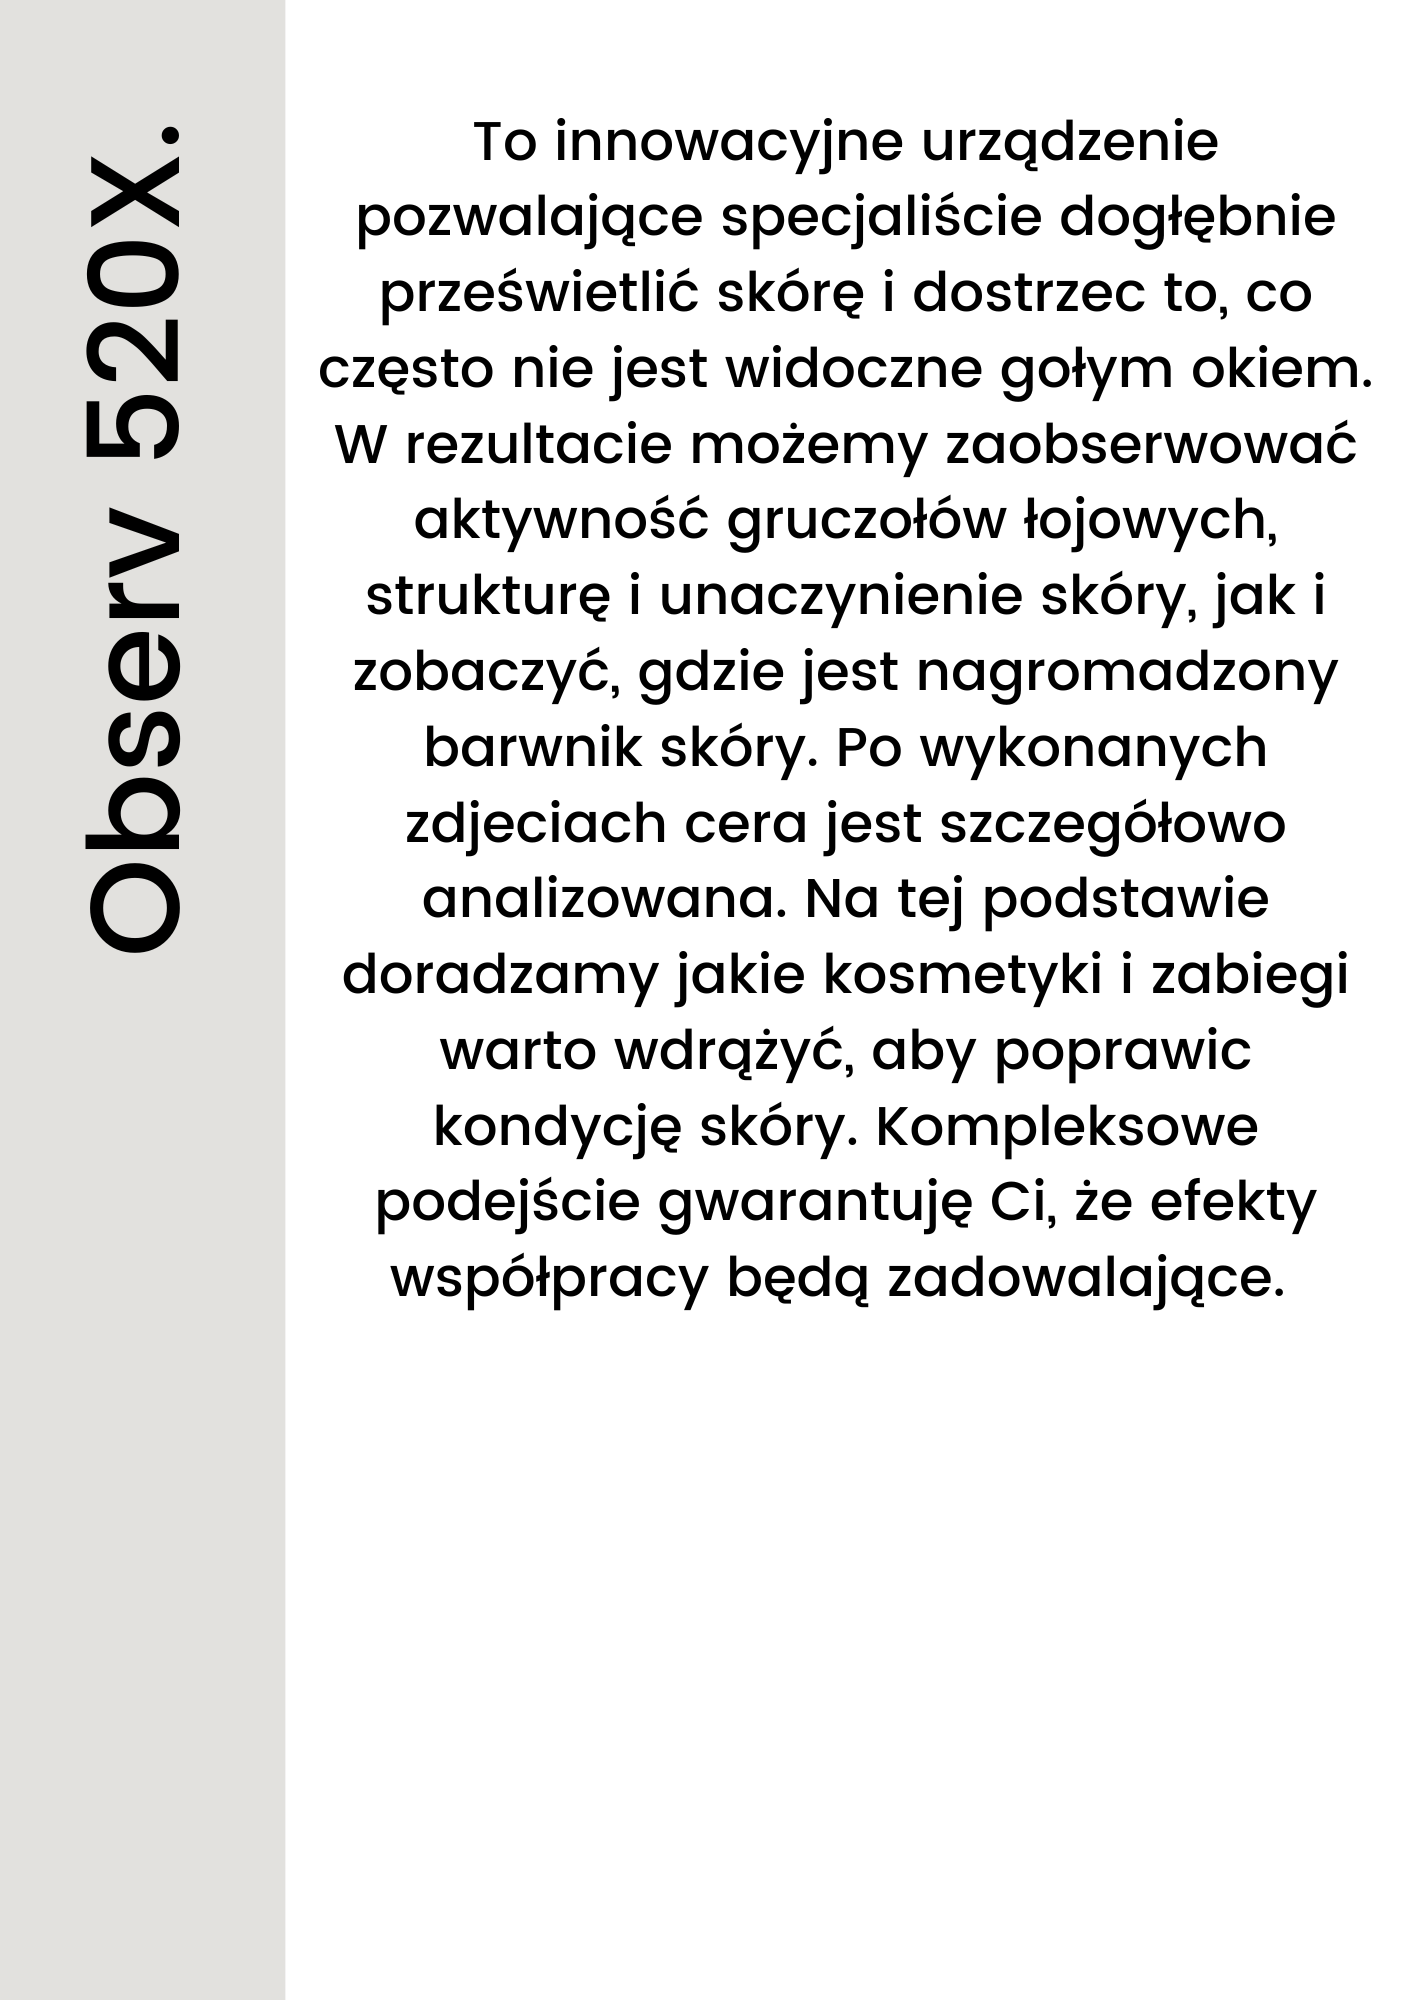 Observ 520X.
To innowacyjne urządzenie
pozwalające specjaliście dogłębnie
prześwietlić skórę i dostrzec to, co
często nie jest widoczne gołym okiem.
W rezultacie możemy zaobserwować
aktywność gruczołów łojowych,
strukturę i unaczynienie skóry, jak i
zobaczyć, gdzie jest nagromadzony
barwnik skóry. Po wykonanych
zdjeciach cera jest szczegółowo
analizowana. Na tej podstawie
doradzamy jakie kosmetyki i zabiegi
warto wdrążyć, aby poprawic
kondycję skóry. Kompleksowe
podejście gwarantuję Ci, że efekty
współpracy będą zadowalające.